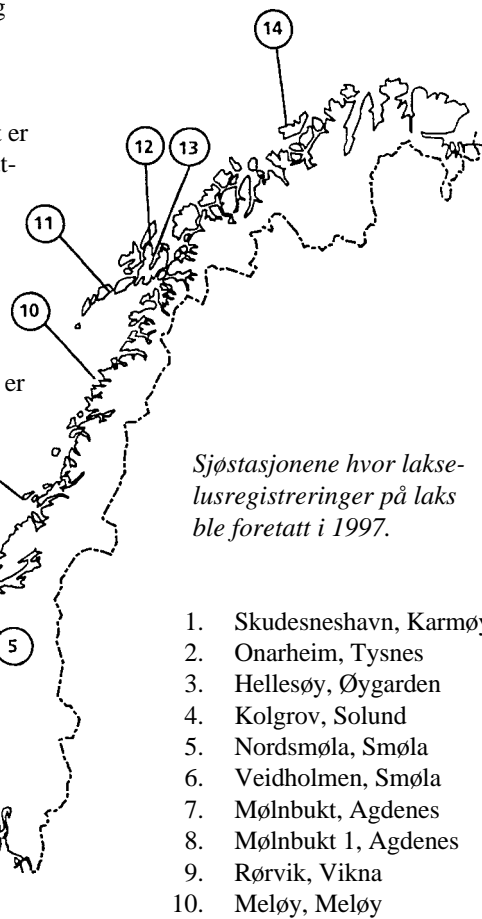 g
er
t-
er
14
12
13
11
10
5
Sjøstasjonene hvor lakse-
lusregistreringer på laks
ble foretatt i 1997.
1. Skudesneshavn, Karmøy
2. Onarheim, Tysnes
3. Hellesøy, Øygarden
4. Kolgrov, Solund
5. Nordsmøla, Smøla
6. Veidholmen, Smøla
7. Mølnbukt, Agdenes
8. Mølnbukt 1, Agdenes
9. Rørvik, Vikna
10. Meløy, Meløy